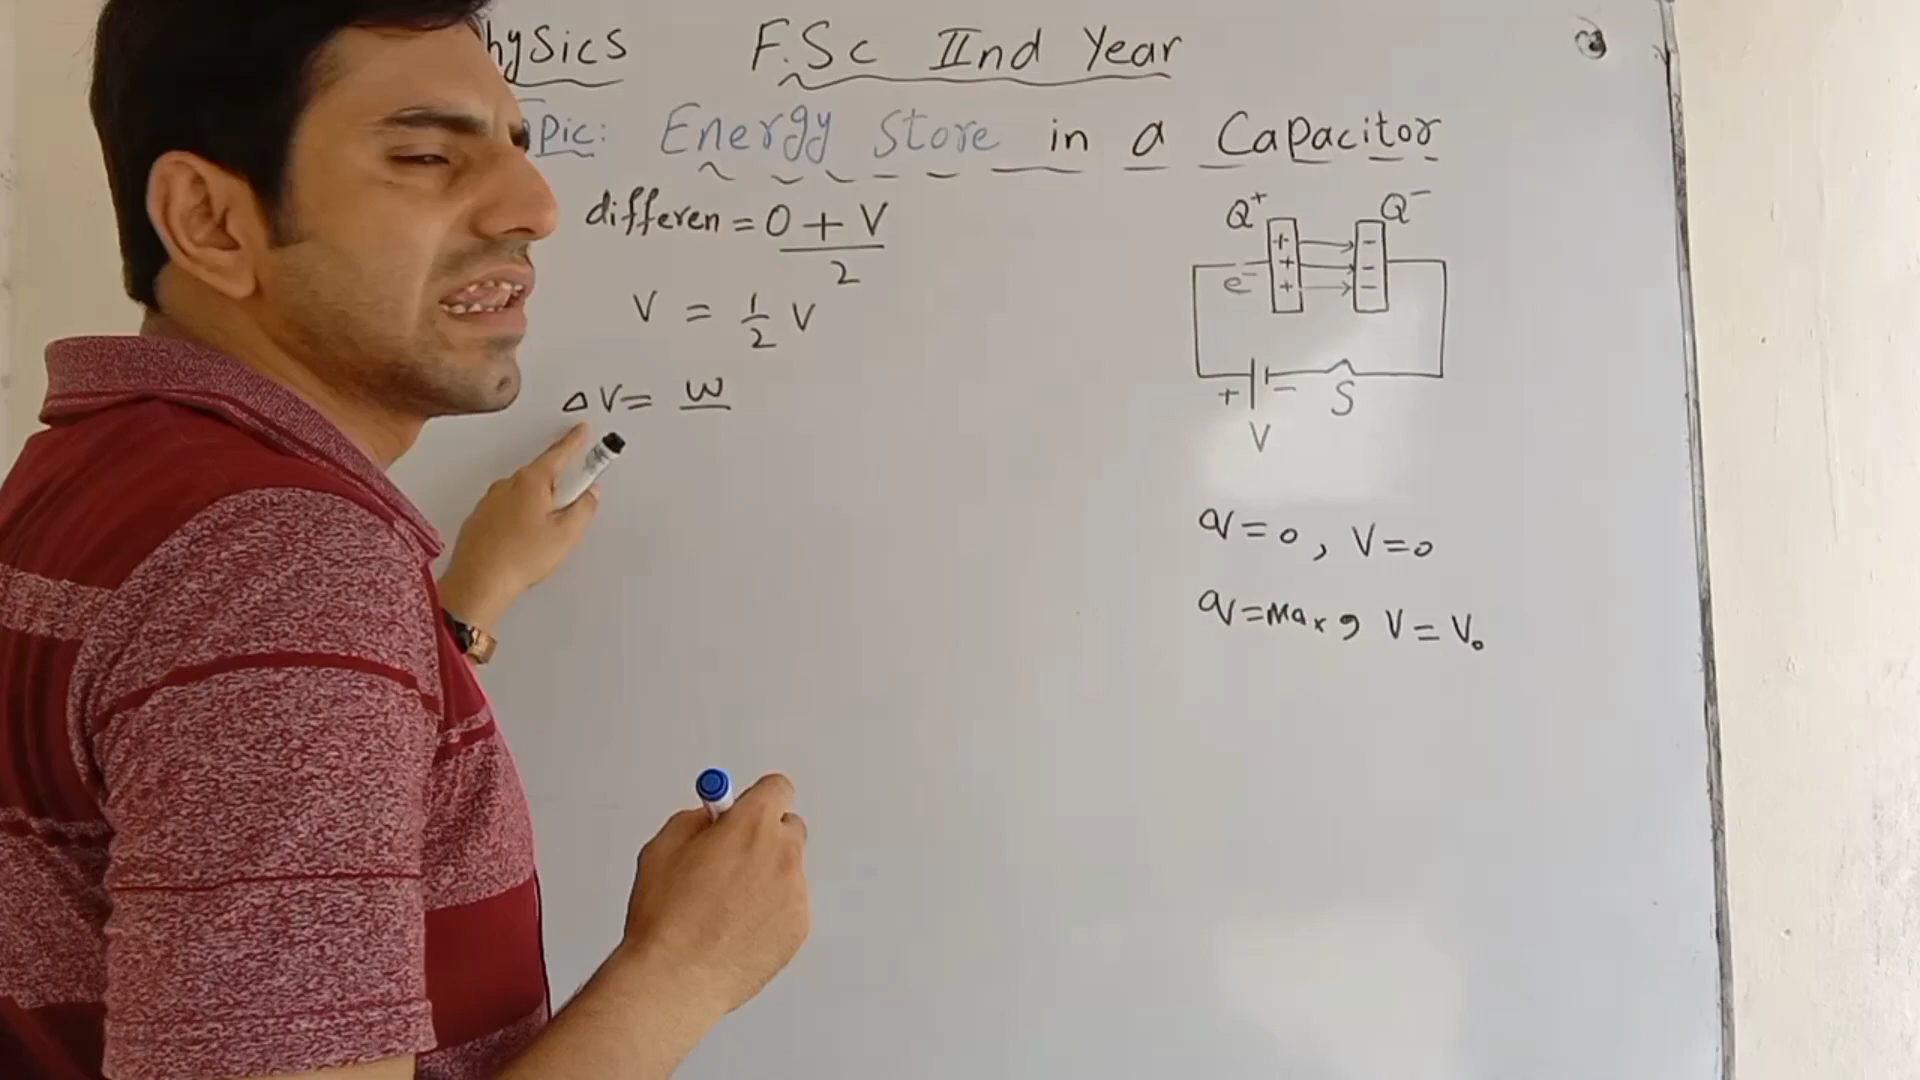 hysics F.Sc IInd Year
Pic: Energy Store in a Capacitor
differen = 0 + V / 2
V = 1/2 V
ΔV = W
Q+ Q-
+ -
e- + -
+ -
+ - S
V
q = 0 , V = 0
q = Max , V = V₀